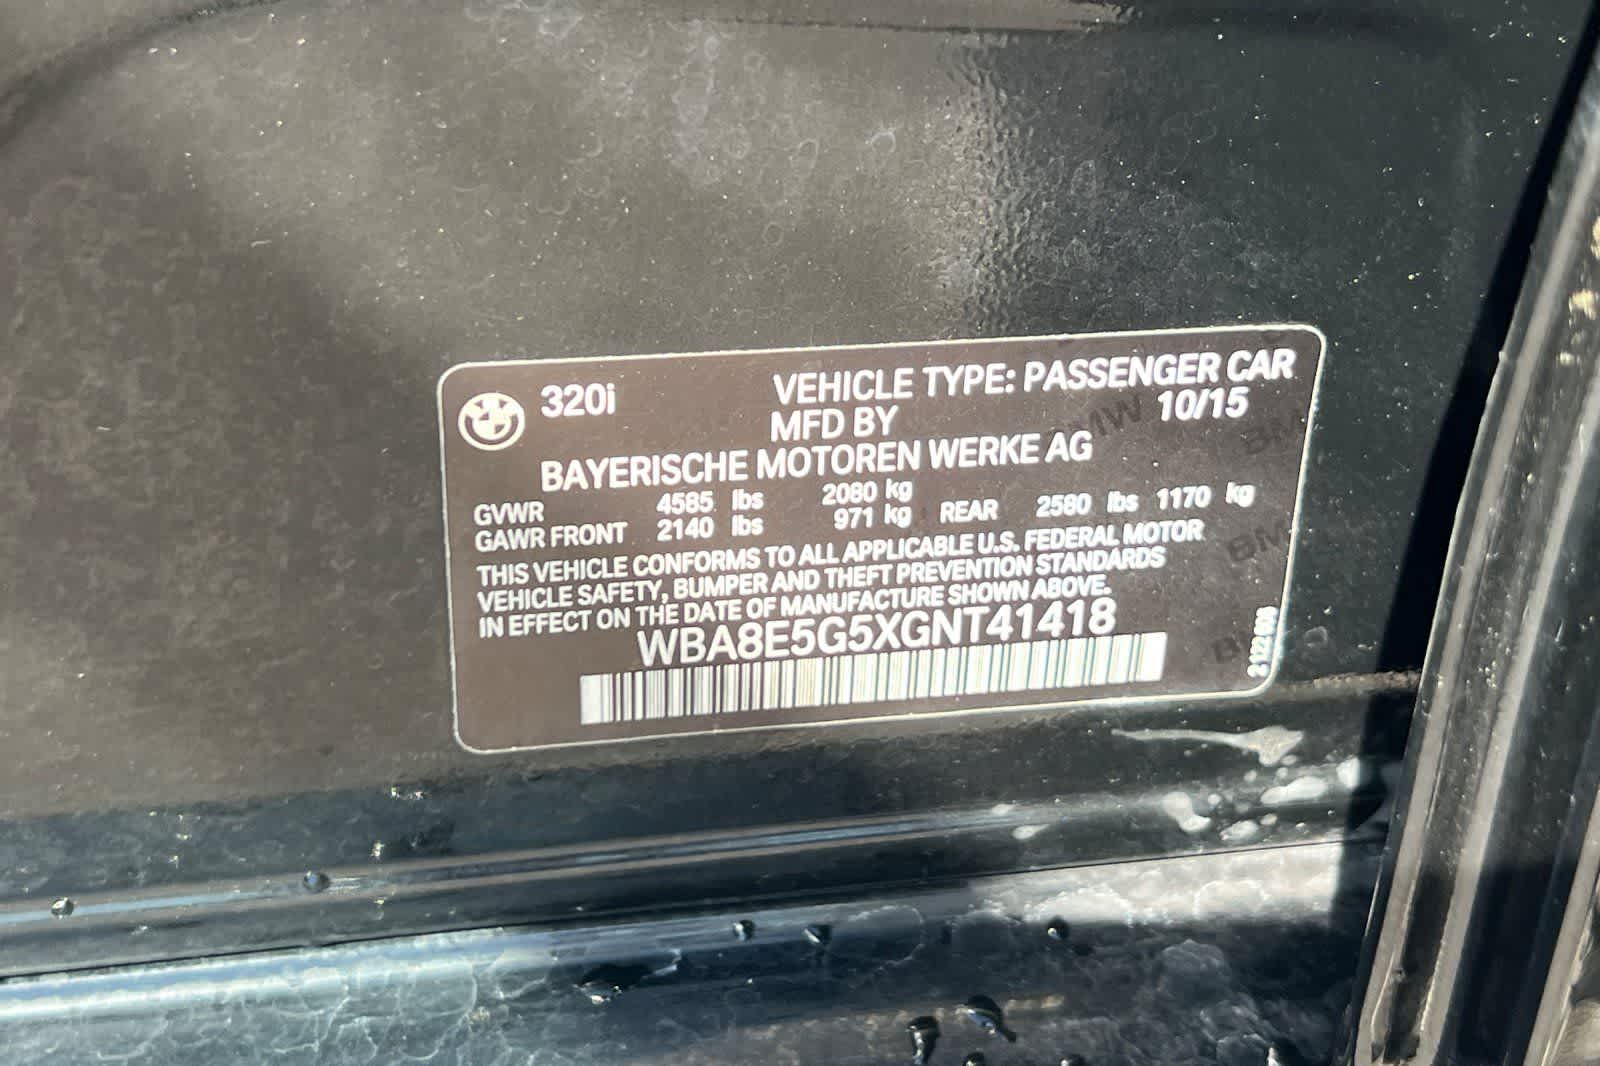 320i VEHICLE TYPE: PASSENGER CAR
MFD BY 10/15
BAYERISCHE MOTOREN WERKE AG
GVWR 4585 lbs 2080 kg
GAWR FRONT 2140 lbs 971 kg REAR 2580 lbs 1170 kg
THIS VEHICLE CONFORMS TO ALL APPLICABLE U.S. FEDERAL MOTOR
VEHICLE SAFETY, BUMPER AND THEFT PREVENTION STANDARDS
IN EFFECT ON THE DATE OF MANUFACTURE SHOWN ABOVE.
WBA8E5G5XGNT41418
BMW